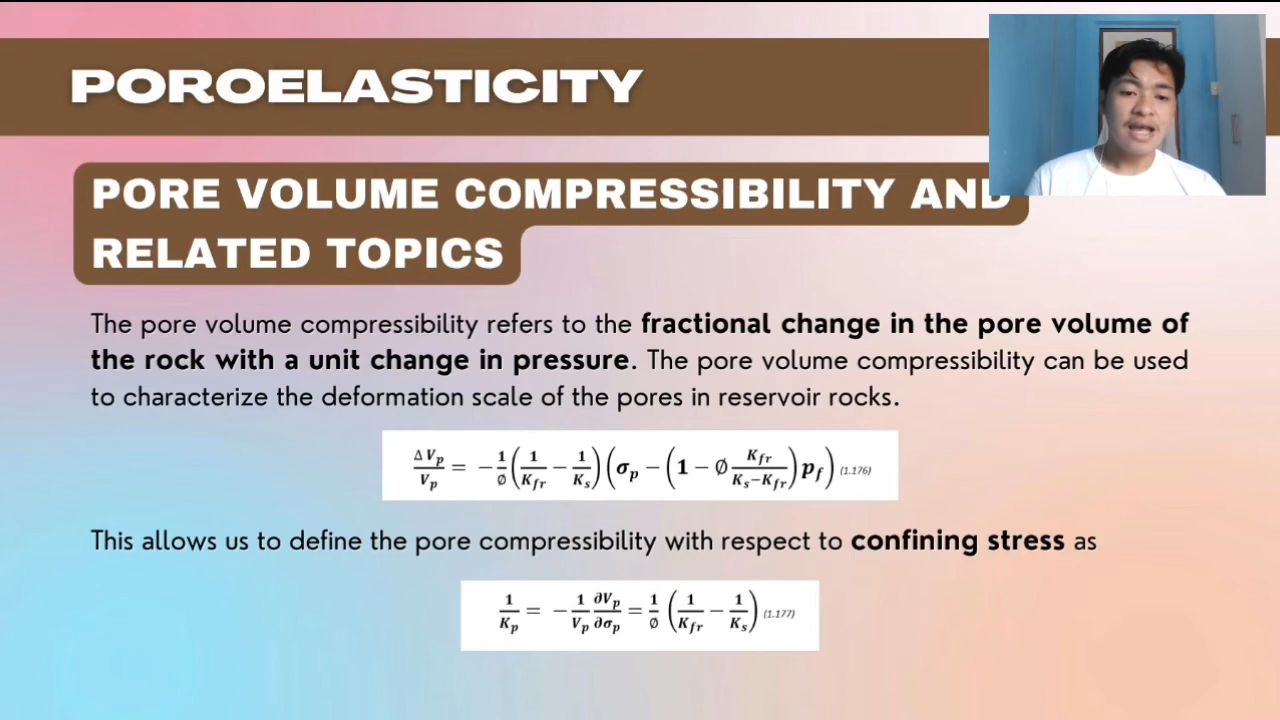 POROELASTICITY
PORE VOLUME COMPRESSIBILITY AND
RELATED TOPICS
The pore volume compressibility refers to the fractional change in the pore volume of
the rock with a unit change in pressure. The pore volume compressibility can be used
to characterize the deformation scale of the pores in reservoir rocks.
ΔV_p/V_p = −1/∅ (1/K_fr − 1/K_s) (σ_p − (1 − ∅ K_fr/(K_s−K_fr)) p_f) (1.176)
This allows us to define the pore compressibility with respect to confining stress as
1/K_p = −1/V_p ∂V_p/∂σ_p = 1/∅ (1/K_fr − 1/K_s) (1.177)